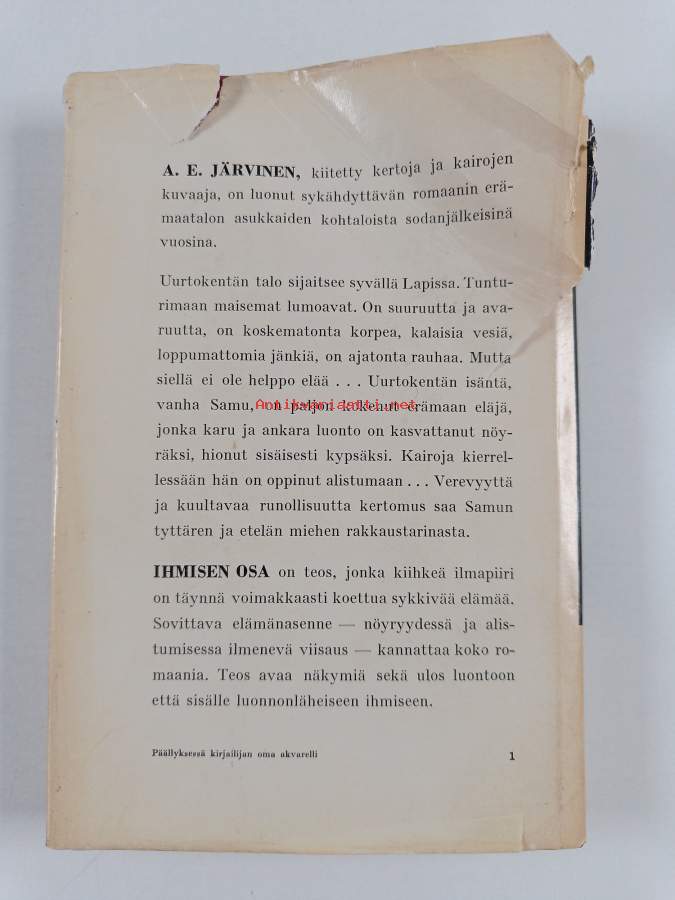 A. E. JÄRVINEN, kiitetty kertoja ja kairojen
kuvaaja, on luonut sykähdyttävän romaanin erä-
maatalon asukkaiden kohtaloista sodanjälkeisinä
vuosina.
Uurtokentän talo sijaitsee syvällä Lapissa. Tuntu-
rimaan maisemat lumoavat. On suuruutta ja ava-
ruutta, on koskematonta korpea, kalaisia vesiä,
loppumattomia jänkiä, on ajatonta rauhaa. Mutta
siellä ei ole helppo elää . . . Uurtokentän isäntä,
vanha Samu, on paljon kokenut erämaan eläjä,
Antikvariaatti.net
jonka karu ja ankara luonto on kasvattanut nöy-
räksi, hionut sisäisesti kypsäksi. Kairoja kierrel-
lessään hän on oppinut alistumaan . . . Verevyyttä
ja kuultavaa runollisuutta kertomus saa Samun
tyttären ja etelän miehen rakkaustarinasta.
IHMISEN OSA on teos, jonka kiihkeä ilmapiiri
on täynnä voimakkaasti koettua sykkivää elämää.
Sovittava elämänasenne — nöyryydessä ja alis-
tumisessa ilmenevä viisaus — kannattaa koko ro-
maania. Teos avaa näkymiä sekä ulos luontoon
että sisälle luonnonläheiseen ihmiseen.
Päällyksessä kirjailijan oma akvarelli 1